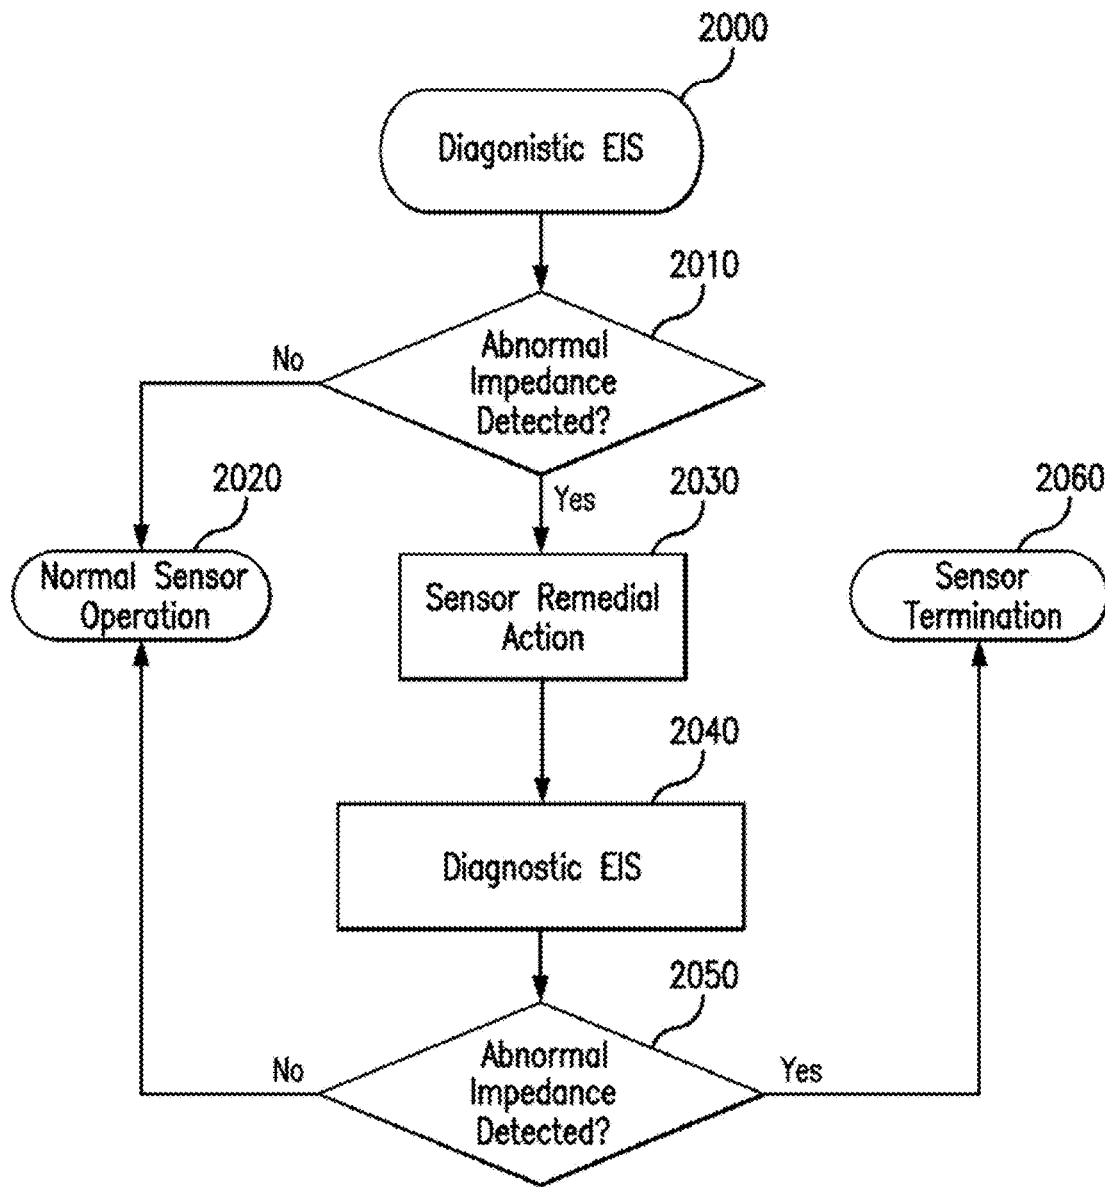 2000
Diagonistic EIS
2010
Abnormal
Impedance
Detected?
No
Yes
2020
Normal Sensor
Operation
2030
Sensor Remedial
Action
2060
Sensor
Termination
2040
Diagnostic EIS
2050
Abnormal
Impedance
Detected?
No
Yes